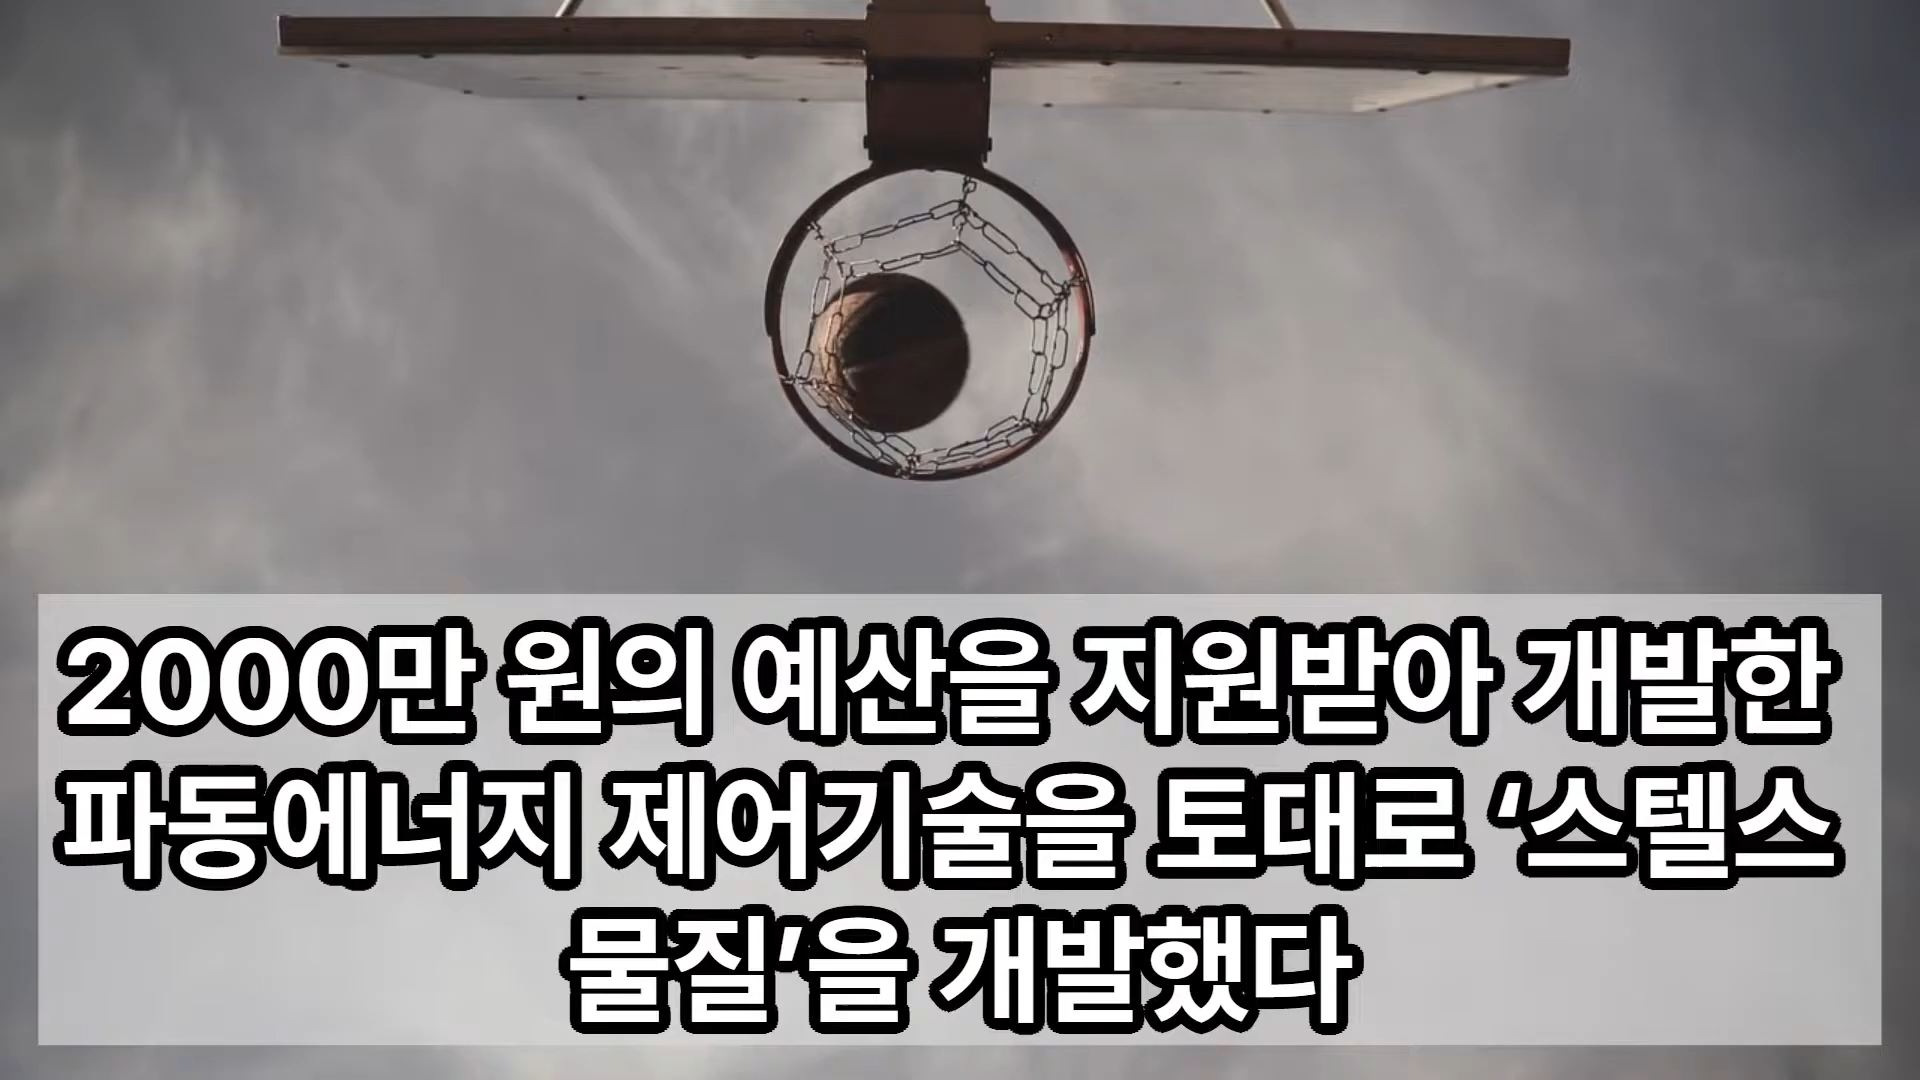 2000만 원의 예산을 지원받아 개발한
파동에너지 제어기술을 토대로 ‘스텔스
물질’을 개발했다